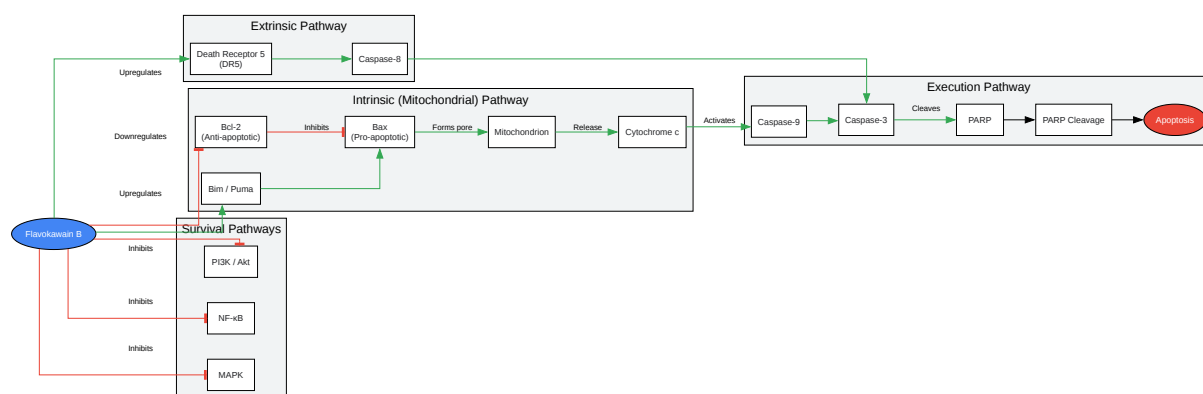 Extrinsic Pathway
Death Receptor 5
(DR5)
Caspase-8
Upregulates
Intrinsic (Mitochondrial) Pathway
Bcl-2
(Anti-apoptotic)
Inhibits
Bax
(Pro-apoptotic)
Forms pore
Mitochondrion
Release
Cytochrome c
Activates
Execution Pathway
Caspase-9
Caspase-3
Cleaves
PARP
PARP Cleavage
Apoptosis
Downregulates
Bim / Puma
Upregulates
Flavokawain B
Survival Pathways
Inhibits
PI3K / Akt
Inhibits
NF-κB
Inhibits
MAPK